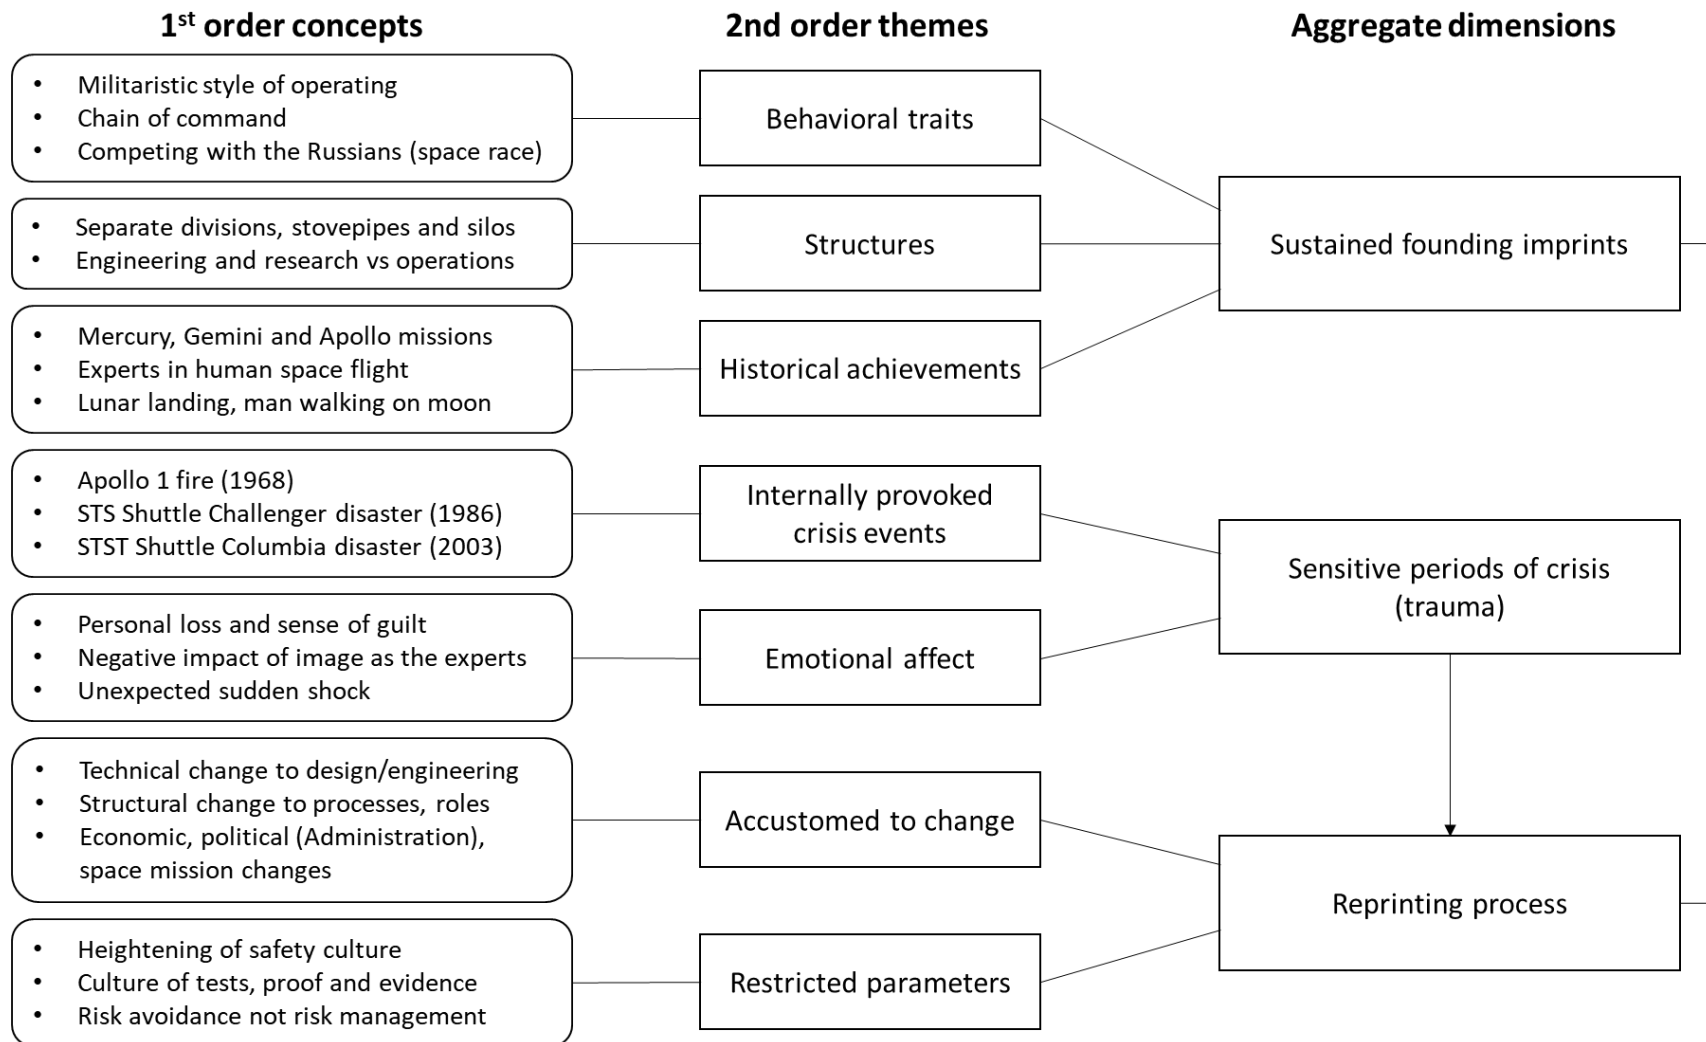 1st order concepts
2nd order themes
Aggregate dimensions
• Militaristic style of operating
• Chain of command
• Competing with the Russians (space race)
Behavioral traits
• Separate divisions, stovepipes and silos
• Engineering and research vs operations
Structures
Sustained founding imprints
• Mercury, Gemini and Apollo missions
• Experts in human space flight
• Lunar landing, man walking on moon
Historical achievements
• Apollo 1 fire (1968)
• STS Shuttle Challenger disaster (1986)
• STST Shuttle Columbia disaster (2003)
Internally provoked
crisis events
Sensitive periods of crisis
(trauma)
• Personal loss and sense of guilt
• Negative impact of image as the experts
• Unexpected sudden shock
Emotional affect
• Technical change to design/engineering
• Structural change to processes, roles
• Economic, political (Administration),
space mission changes
Accustomed to change
Reprinting process
• Heightening of safety culture
• Culture of tests, proof and evidence
• Risk avoidance not risk management
Restricted parameters